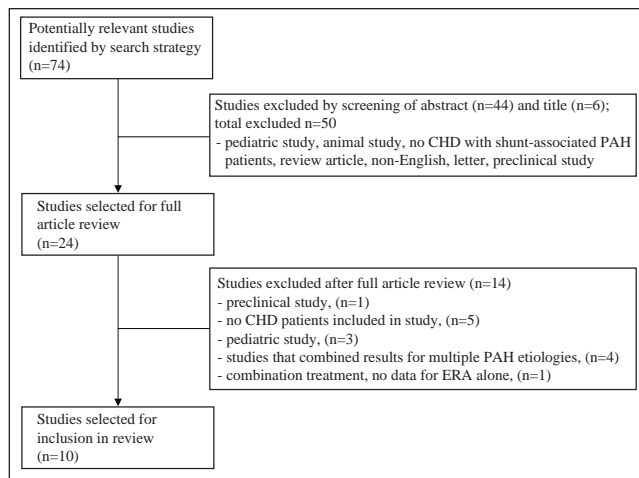 Potentially relevant studies
identified by search strategy
(n=74)
Studies excluded by screening of abstract (n=44) and title (n=6);
total excluded n=50
- pediatric study, animal study, no CHD with shunt-associated PAH
patients, review article, non-English, letter, preclinical study
Studies selected for full
article review
(n=24)
Studies excluded after full article review (n=14)
- preclinical study, (n=1)
- no CHD patients included in study, (n=5)
- pediatric study, (n=3)
- studies that combined results for multiple PAH etiologies, (n=4)
- combination treatment, no data for ERA alone, (n=1)
Studies selected for
inclusion in review
(n=10)